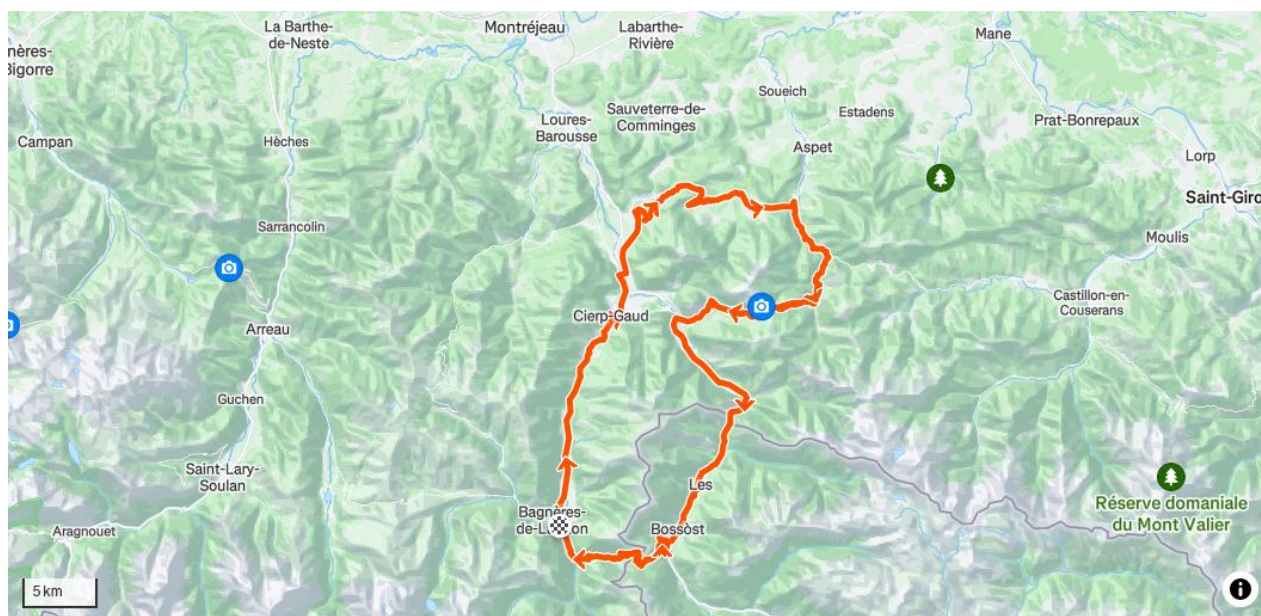 La Barthe-
de-Neste
Montréjeau
Labarthe-
Rivière
Mane
nères-
Bigorre
Soueich
Estadens
Sauveterre-de-
Comminges
Prat-Bonrepaux
Loures-
Barousse
Campan
Hèches
Aspet
Lorp
Saint-Giro
Sarrancolin
Moulis
Castillon-en-
Couserans
Cierp-Gaud
Arreau
Guchen
Saint-Lary-
Soulan
Les
Réserve domaniale
du Mont Valier
Bagnères-
de-Lu on
Bossòst
Aragnouet
5 km